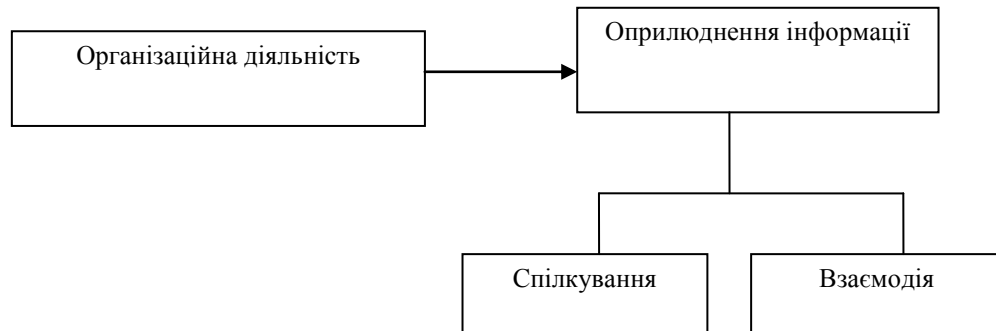 Організаційна діяльність
Оприлюднення інформації
Спілкування
Взаємодія